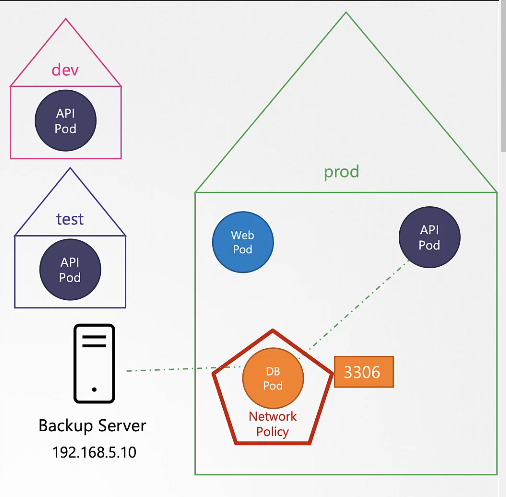 dev
API
Pod
test
API
Pod
prod
Web
Pod
API
Pod
DB
Pod
3306
Network
Policy
Backup Server
192.168.5.10